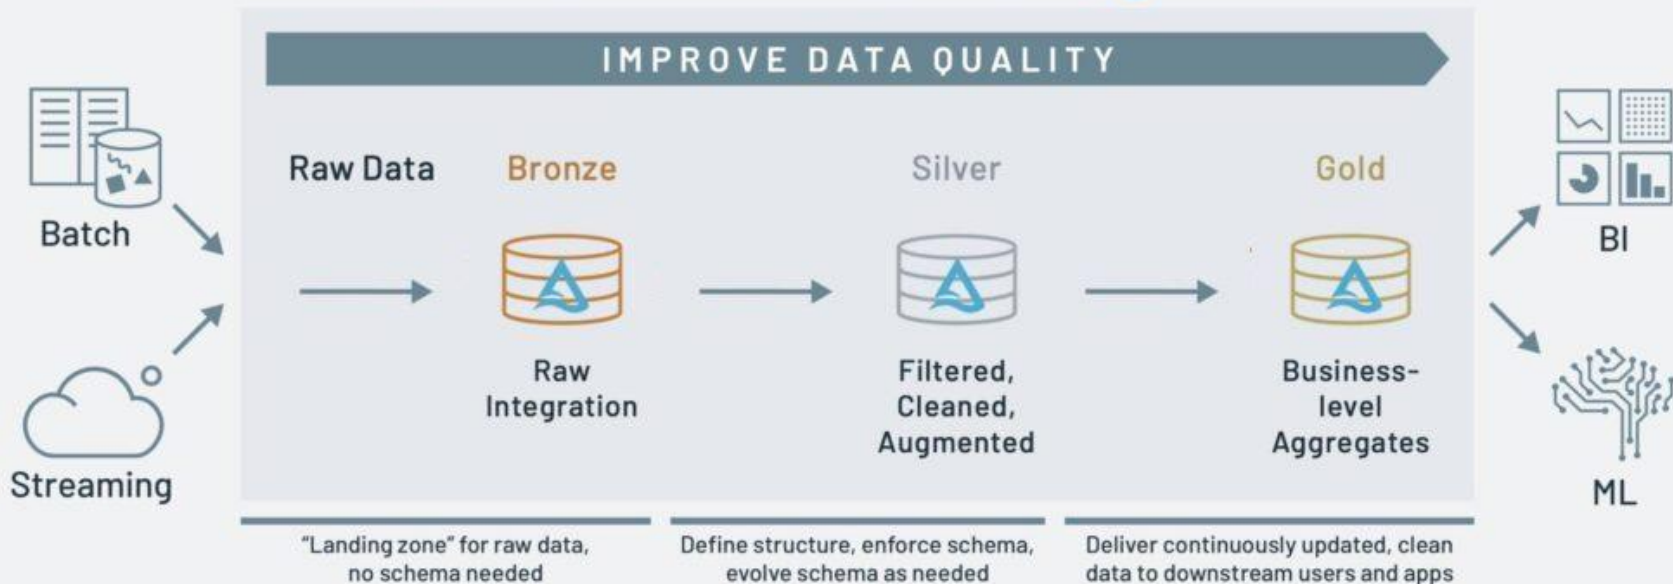 IMPROVE DATA QUALITY
Batch
Streaming
Raw Data
Bronze
Raw
Integration
Silver
Filtered,
Cleaned,
Augmented
Gold
Business-
level
Aggregates
BI
ML
"Landing zone" for raw data,
no schema needed
Define structure, enforce schema,
evolve schema as needed
Deliver continuously updated, clean
data to downstream users and apps